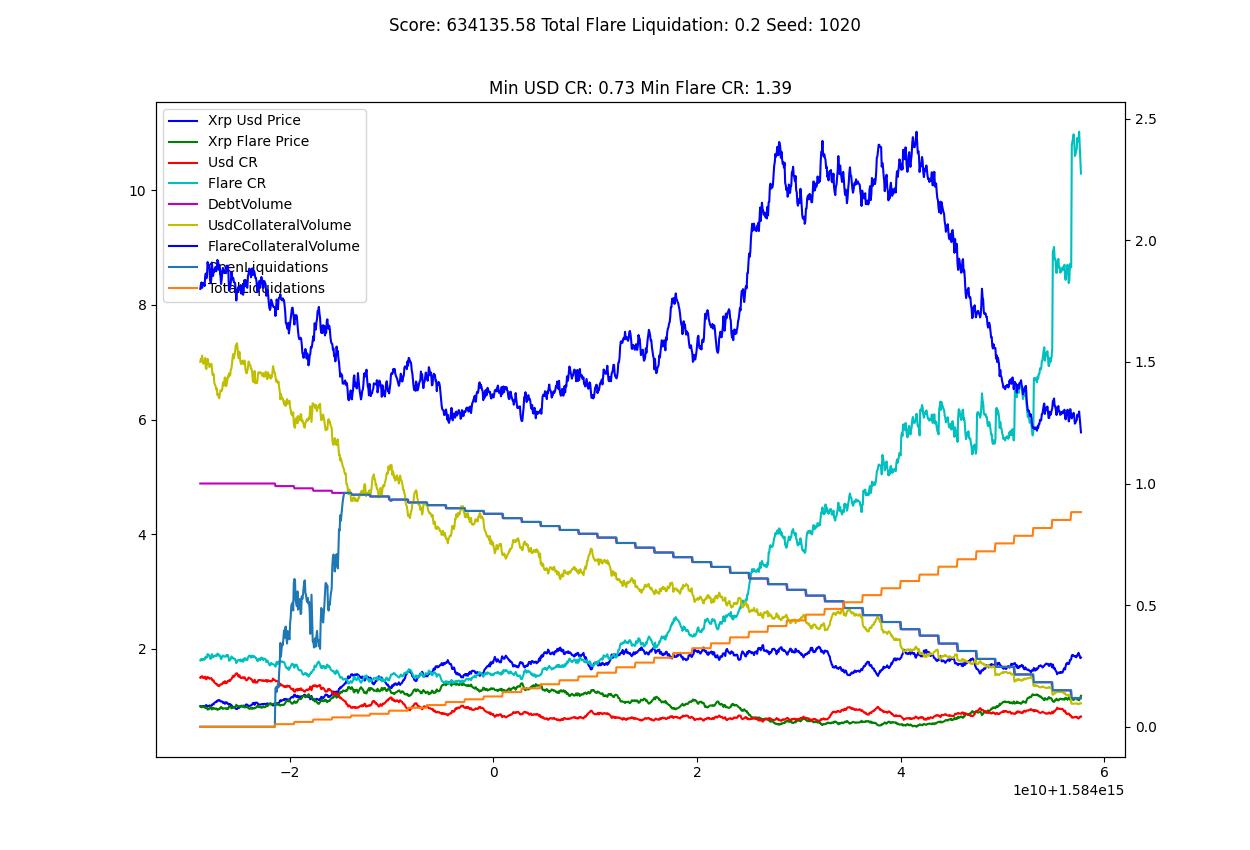 Score: 634135.58 Total Flare Liquidation: 0.2 Seed: 1020
Min USD CR: 0.73 Min Flare CR: 1.39
Xrp Usd Price
Xrp Flare Price
Usd CR
Flare CR
DebtVolume
UsdCollateralVolume
FlareCollateralVolume
OpenLiquidations
TotalLiquidations
10
8
6
4
2
2.5
2.0
1.5
1.0
0.5
0.0
−2
0
2
4
6
1e10+1.584e15